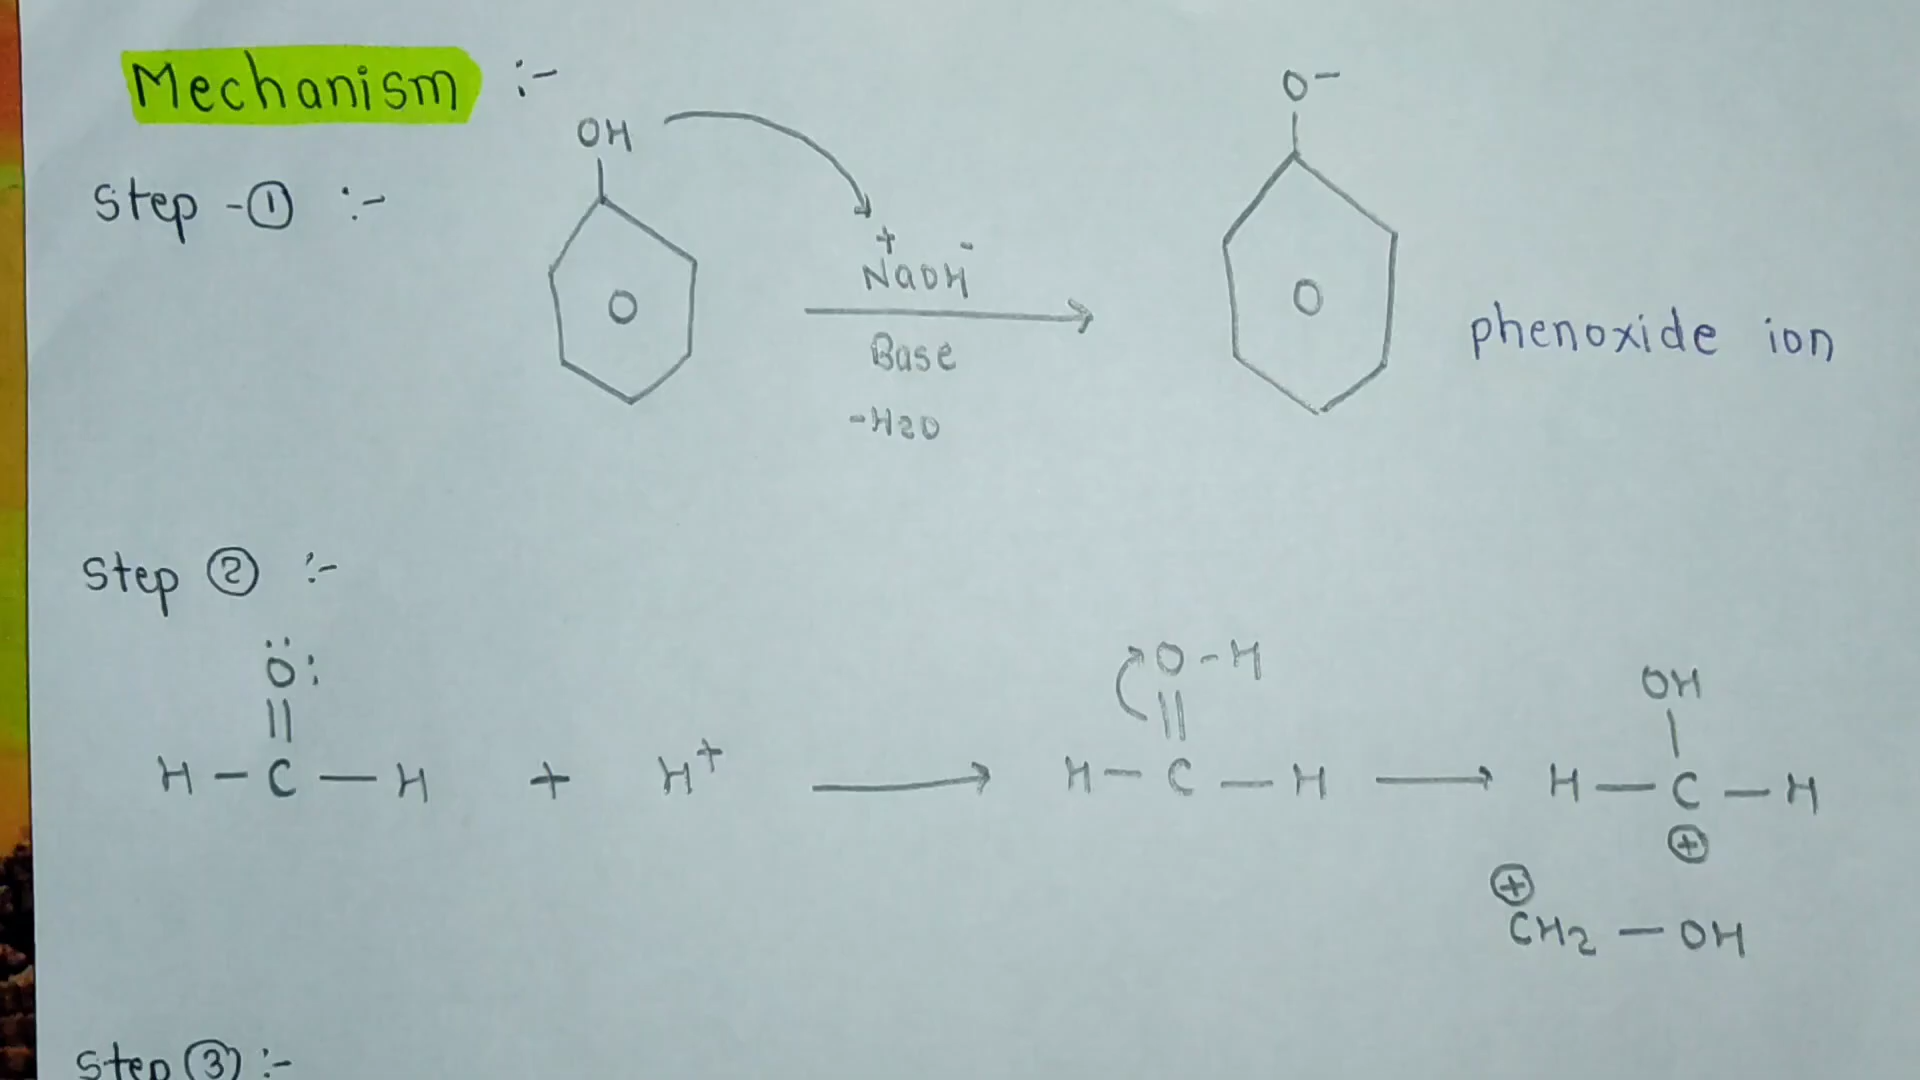 Mechanism :-
Step -① :-
OH
O
+ -
NaOH
Base
-H2O
O-
O
phenoxide ion
Step ② :-
Ö:
||
H - C - H + H+ → H - C - H → H - C - H
O-H
||
OH
|
⊕
⊕
CH2 - OH
Step ③ :-